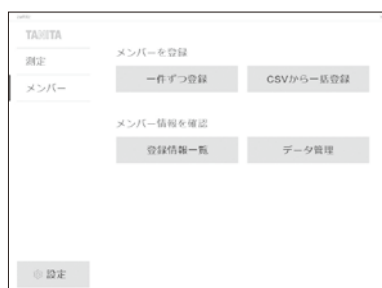 TANITA
測定
メンバー
メンバーを登録
一件ずつ登録
CSVから一括登録
メンバー情報を確認
登録情報一覧
データ管理
設定